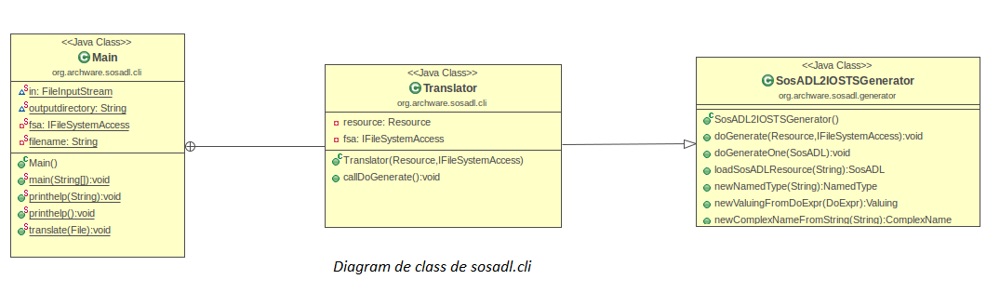 <<Java Class>>
Main
org.archware.sosadl.cli
in: FileInputStream
outputdirectory: String
fsa: IFileSystemAccess
filename: String
Main()
main(String[]):void
printhelp(String):void
printhelp():void
translate(File):void
<<Java Class>>
Translator
org.archware.sosadl.cli
resource: Resource
fsa: IFileSystemAccess
Translator(Resource,IFileSystemAccess)
callDoGenerate():void
<<Java Class>>
SosADL2IOSTSGenerator
org.archware.sosadl.generator
SosADL2IOSTSGenerator()
doGenerate(Resource,IFileSystemAccess):void
doGenerateOne(SosADL):void
loadSosADLResource(String):SosADL
newNamedType(String):NamedType
newValuingFromDoExpr(DoExpr):Valuing
newComplexNameFromString(String):ComplexName
Diagram de class de sosadl.cli